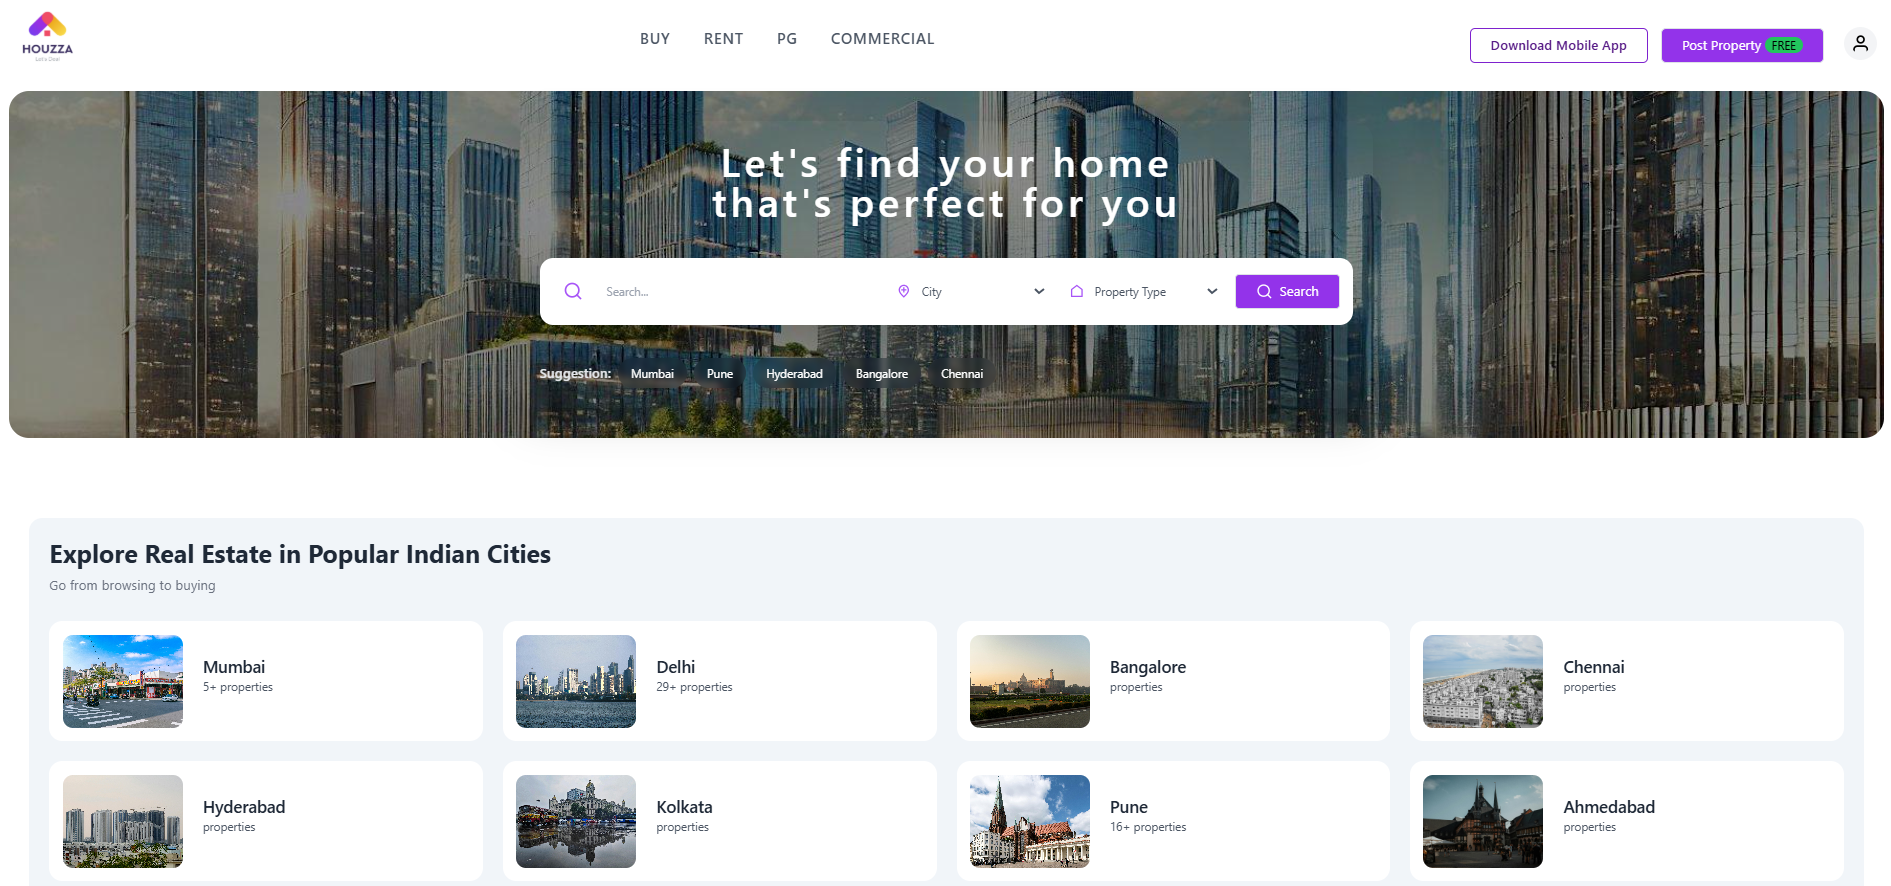 HOUZZA
Let's Deal
BUY RENT PG COMMERCIAL
Download Mobile App
Post Property FREE
Let's find your home
that's perfect for you
Search...
City
Property Type
Search
Suggestion: Mumbai Pune Hyderabad Bangalore Chennai
Explore Real Estate in Popular Indian Cities
Go from browsing to buying
Mumbai
5+ properties
Delhi
29+ properties
Bangalore
properties
Chennai
properties
Hyderabad
properties
Kolkata
properties
Pune
16+ properties
Ahmedabad
properties